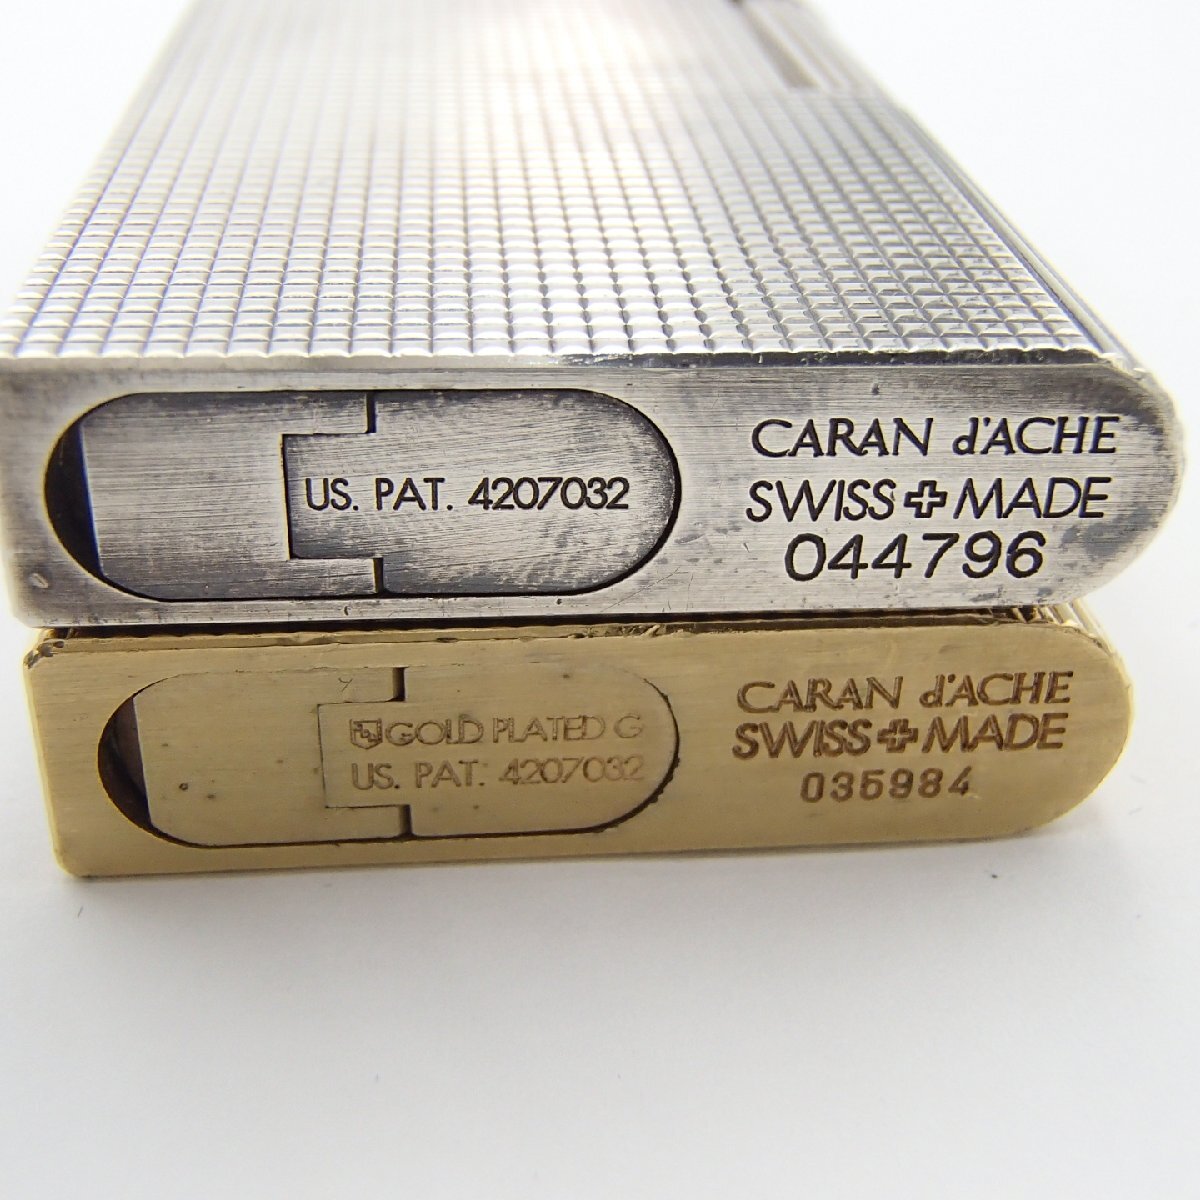 US. PAT. 4207032
CARAN d'ACHE
SWISS MADE
044796
GOLD PLATED G
US. PAT. 4207032
CARAN d'ACHE
SWISS MADE
035984